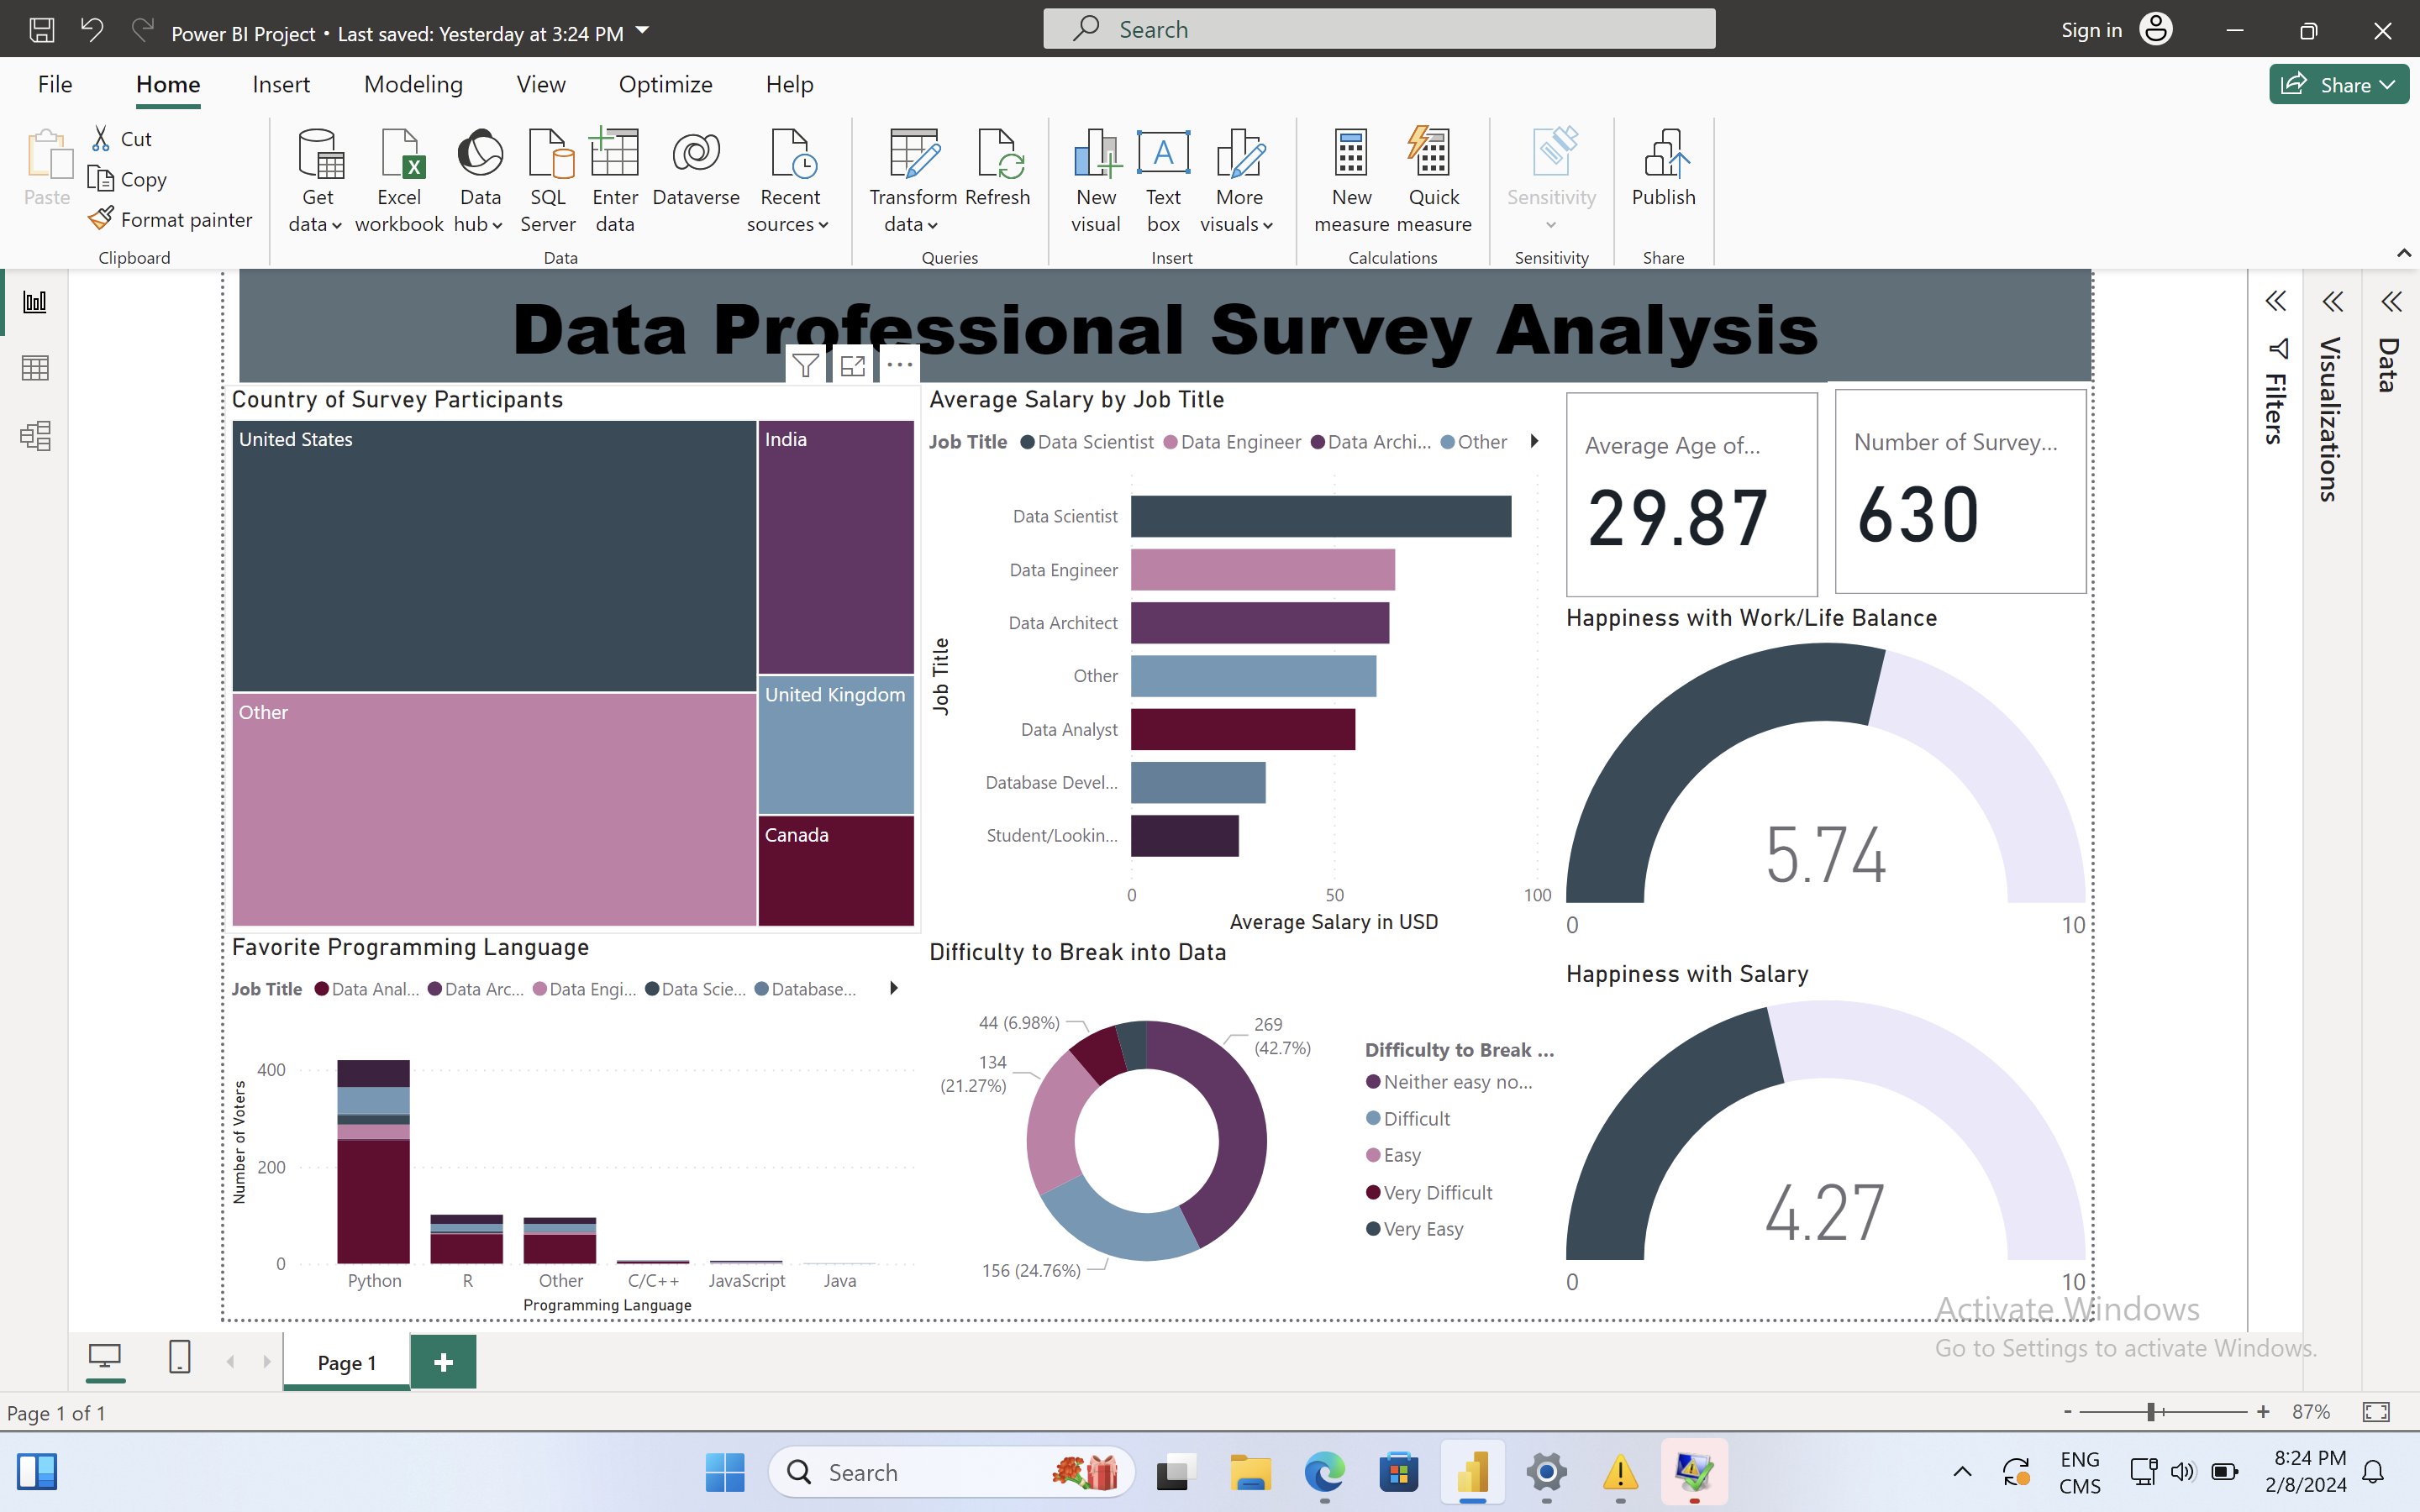 Power BI Project • Last saved: Yesterday at 3:24 PM
Search
Sign in
File
Home
Insert
Modeling
View
Optimize
Help
Share
Paste
Cut
Copy
Format painter
Clipboard
Get data
Excel workbook
Data hub
SQL Server
Enter data
Dataverse
Recent sources
Data
Transform data
Refresh
Queries
New visual
Text box
More visuals
Insert
New measure
Quick measure
Calculations
Sensitivity
Sensitivity
Publish
Share
Data Professional Survey Analysis
Country of Survey Participants
United States
India
Other
United Kingdom
Canada
Average Salary by Job Title
Job Title
Data Scientist
Data Engineer
Data Archi...
Other
Job Title
Data Scientist
Data Engineer
Data Architect
Other
Data Analyst
Database Devel...
Student/Lookin...
0
50
100
Average Salary in USD
Average Age of...
29.87
Number of Survey...
630
Happiness with Work/Life Balance
5.74
0
10
Favorite Programming Language
Job Title
Data Anal...
Data Arc...
Data Engi...
Data Scie...
Database...
Number of Voters
400
200
0
Python
R
Other
C/C++
JavaScript
Java
Programming Language
Difficulty to Break into Data
44 (6.98%)
134 (21.27%)
269 (42.7%)
156 (24.76%)
Difficulty to Break ...
Neither easy no...
Difficult
Easy
Very Difficult
Very Easy
Happiness with Salary
4.27
0
10
Filters
Visualizations
Data
Activate Windows
Go to Settings to activate Windows.
Page 1
Page 1 of 1
- + 87%
Search
ENG
CMS
8:24 PM
2/8/2024